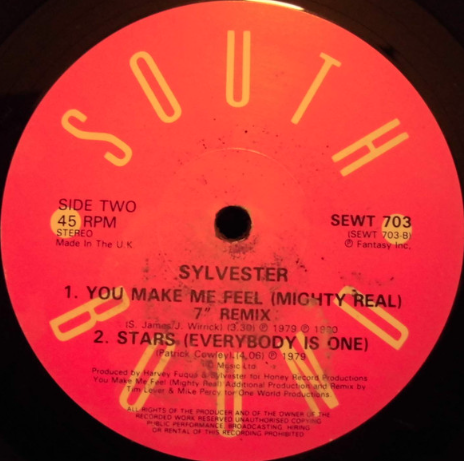 SOUTH
BOUND
SIDE TWO
45 RPM
STEREO
Made In The U.K
SEWT 703
(SEWT 703-B)
℗ Fantasy Inc.
SYLVESTER
1. YOU MAKE ME FEEL (MIGHTY REAL)
7" REMIX
(S. James/J. Wirrick) (3.30) ℗ 1979 ℗ 1990
2. STARS (EVERYBODY IS ONE)
(Patrick Cowley) (4.06) ℗ 1979
Music Ltd
Produced by Harvey Fuqua & Sylvester for Honey Record Productions
You Make Me Feel (Mighty Real) Additional Production and Remix by
Tim Lever & Mike Percy for One World Productions.
ALL RIGHTS OF THE PRODUCER AND OF THE OWNER OF THE
RECORDED WORK RESERVED UNAUTHORISED COPYING
PUBLIC PERFORMANCE BROADCASTING HIRING
OR RENTAL OF THIS RECORDING PROHIBITED